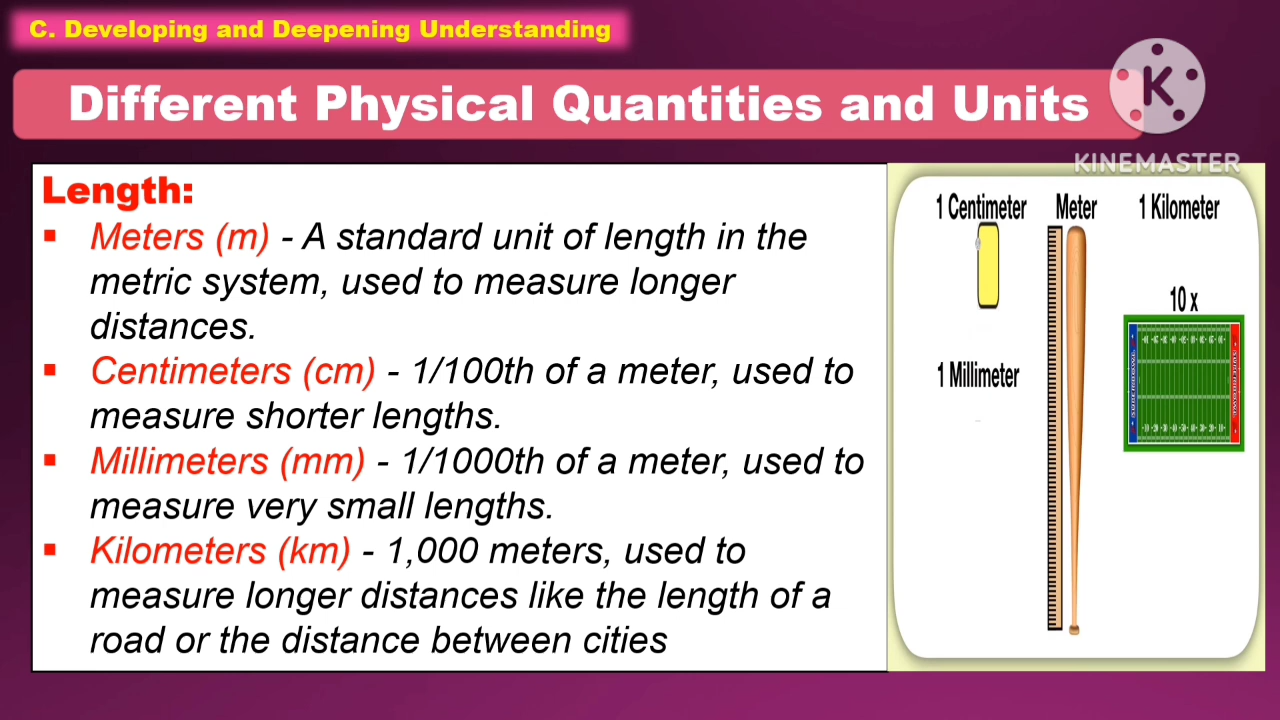 C. Developing and Deepening Understanding
Different Physical Quantities and Units
K
KINEMASTER
Length:
▪ Meters (m) - A standard unit of length in the
metric system, used to measure longer
distances.
▪ Centimeters (cm) - 1/100th of a meter, used to
measure shorter lengths.
▪ Millimeters (mm) - 1/1000th of a meter, used to
measure very small lengths.
▪ Kilometers (km) - 1,000 meters, used to
measure longer distances like the length of a
road or the distance between cities
1 Centimeter Meter 1 Kilometer
10 x
1 Millimeter